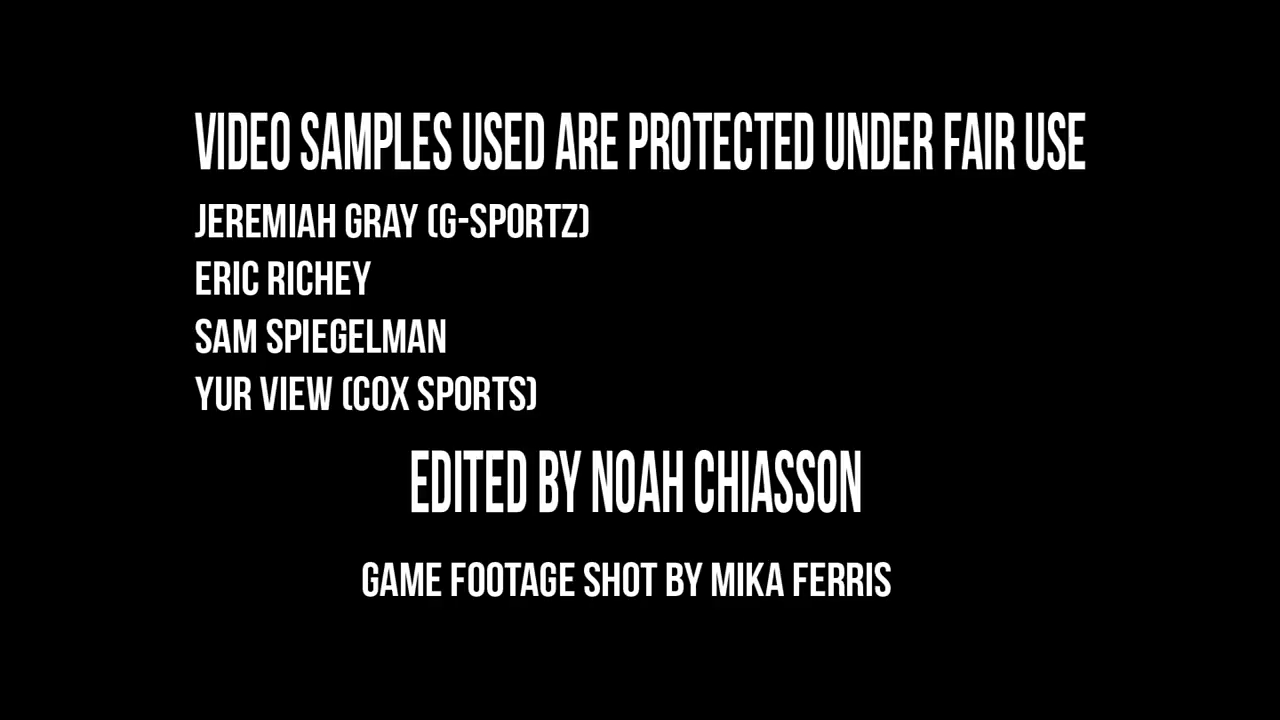 VIDEO SAMPLES USED ARE PROTECTED UNDER FAIR USE
JEREMIAH GRAY (G-SPORTZ)
ERIC RICHEY
SAM SPIEGELMAN
YUR VIEW (COX SPORTS)
EDITED BY NOAH CHIASSON
GAME FOOTAGE SHOT BY MIKA FERRIS